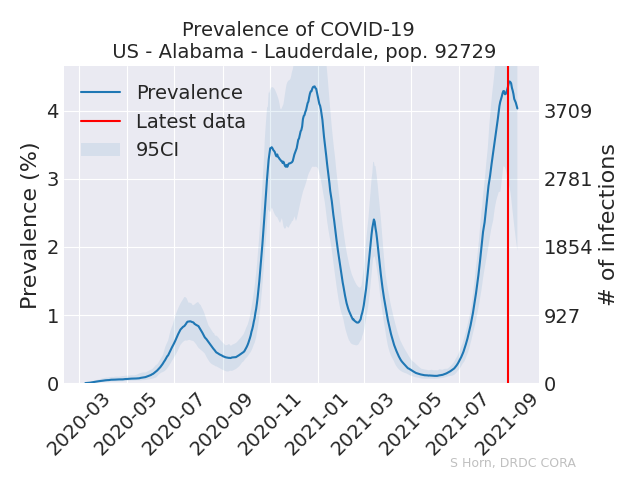 Prevalence of COVID-19
US - Alabama - Lauderdale, pop. 92729
Prevalence
Latest data
95CI
Prevalence (%)
4
3
2
1
0
# of infections
3709
2781
1854
927
0
2020-03
2020-05
2020-07
2020-09
2020-11
2021-01
2021-03
2021-05
2021-07
2021-09
S Horn, DRDC CORA